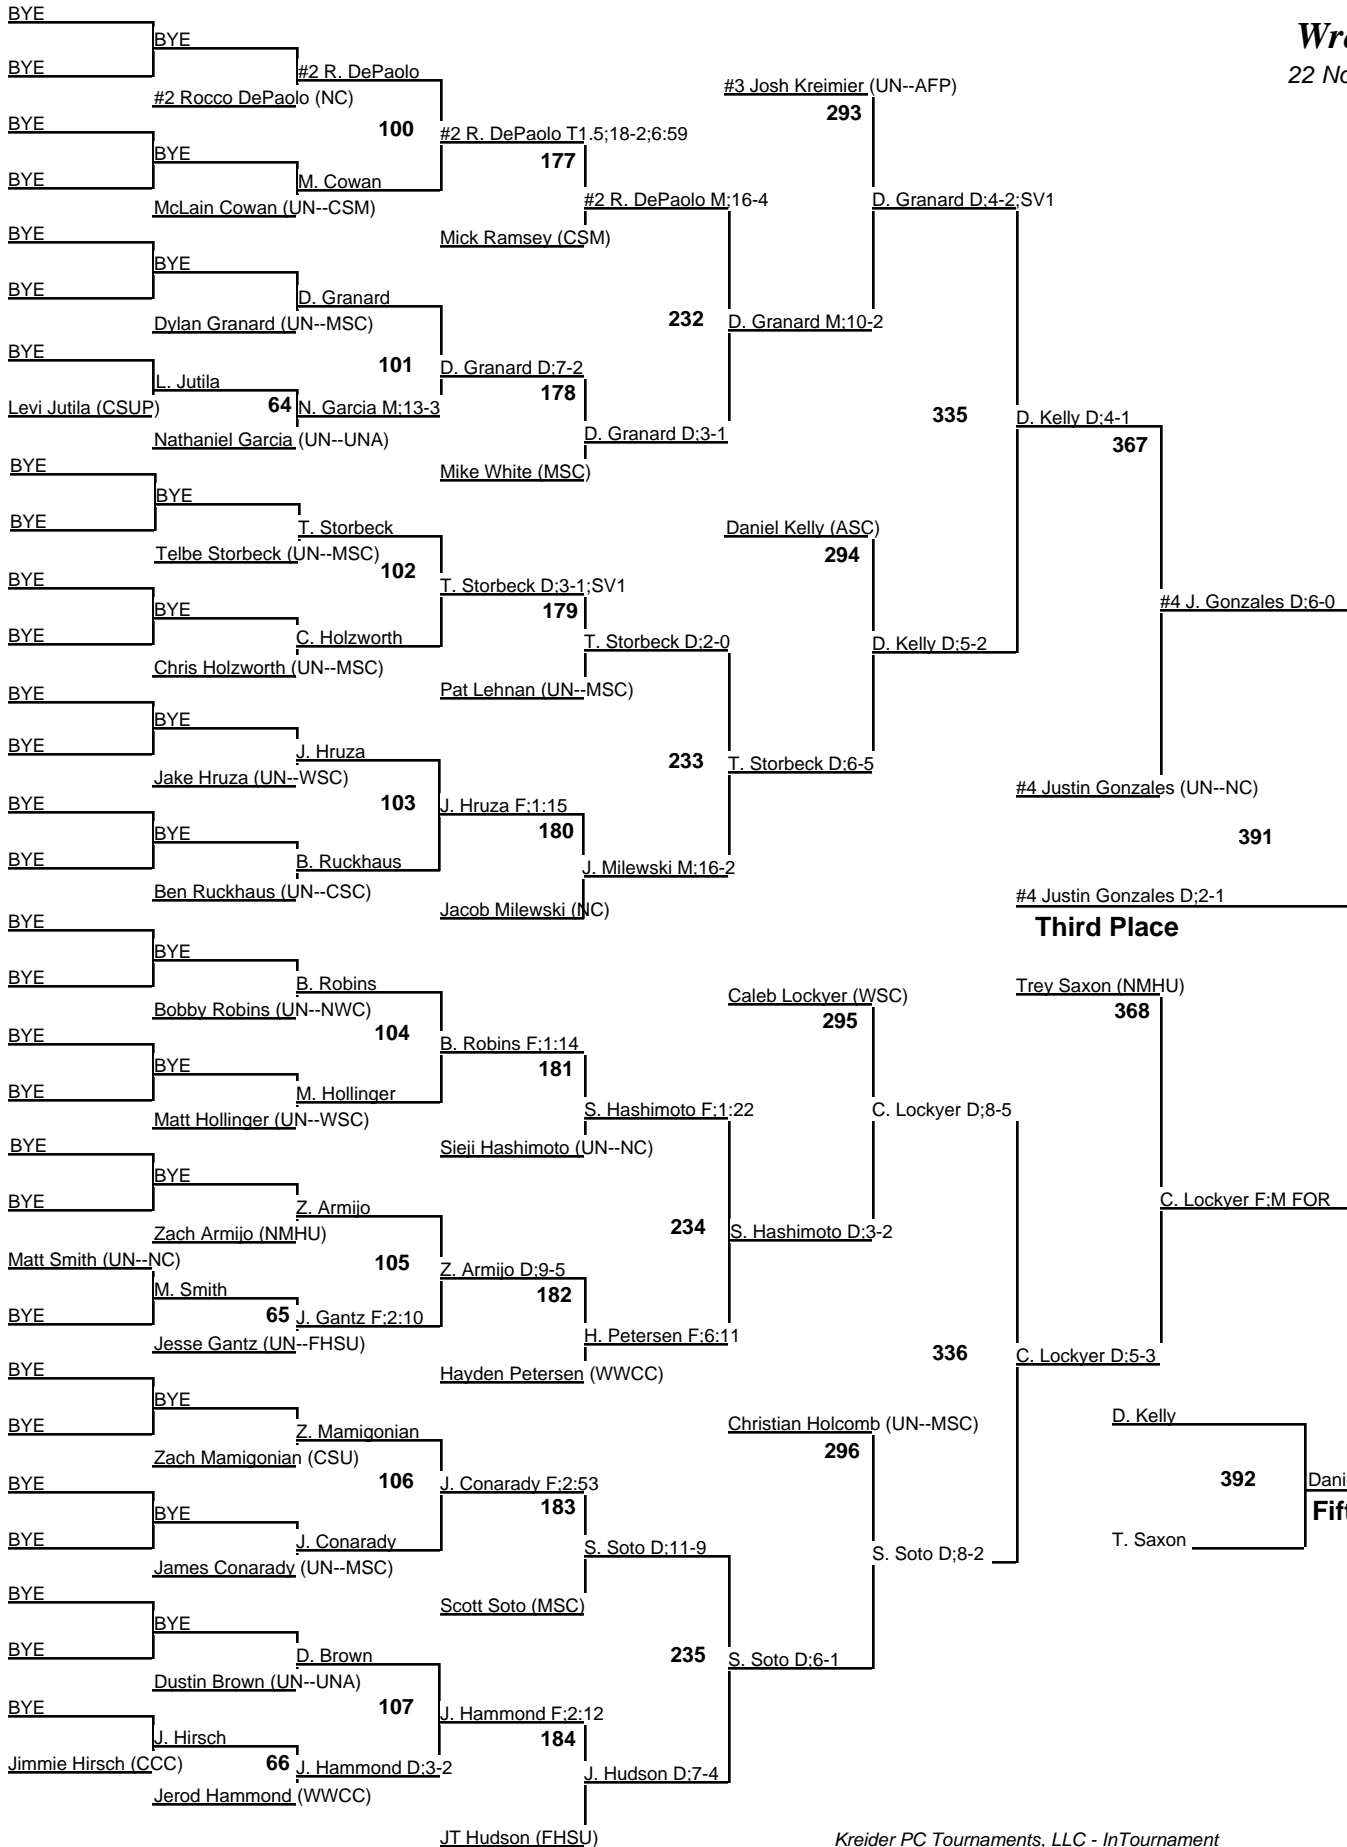 BYE
Wre
BYE
BYE
#2 R. DePaolo
22 No
#3 Josh Kreimier (UN--AFP)
#2 Rocco DePaolo (NC)
293
BYE
100
#2 R. DePaolo T1.5;18-2;6:59
BYE
177
BYE
M. Cowan
#2 R. DePaolo M;16-4
D. Granard D;4-2;SV1
McLain Cowan (UN--CSM)
BYE
Mick Ramsey (CSM)
BYE
BYE
D. Granard
232
D. Granard M;10-2
Dylan Granard (UN--MSC)
BYE
101
D. Granard D;7-2
L. Jutila
178
Levi Jutila (CSUP)
64
N. Garcia M;13-3
335
D. Kelly D;4-1
Nathaniel Garcia (UN--UNA)
D. Granard D;3-1
367
BYE
Mike White (MSC)
BYE
BYE
T. Storbeck
Daniel Kelly (ASC)
Telbe Storbeck (UN--MSC)
294
102
BYE
T. Storbeck D;3-1;SV1
BYE
179
#4 J. Gonzales D;6-0
BYE
C. Holzworth
T. Storbeck D;2-0
D. Kelly D;5-2
Chris Holzworth (UN--MSC)
BYE
Pat Lehnan (UN--MSC)
BYE
BYE
J. Hruza
233
T. Storbeck D;6-5
Jake Hruza (UN--WSC)
#4 Justin Gonzales (UN--NC)
BYE
103
J. Hruza F;1:15
BYE
180
391
BYE
B. Ruckhaus
J. Milewski M;16-2
Ben Ruckhaus (UN--CSC)
#4 Justin Gonzales D;2-1
BYE
Jacob Milewski (NC)
Third Place
BYE
BYE
B. Robins
Trey Saxon (NMHU)
Bobby Robins (UN--NWC)
Caleb Lockyer (WSC)
368
BYE
104
B. Robins F;1:14
295
BYE
181
BYE
M. Hollinger
S. Hashimoto F;1:22
C. Lockyer D;8-5
Matt Hollinger (UN--WSC)
BYE
Sieji Hashimoto (UN--NC)
BYE
BYE
Z. Armijo
C. Lockyer F;M FOR
Zach Armijo (NMHU)
234
S. Hashimoto D;3-2
Matt Smith (UN--NC)
105
Z. Armijo D;9-5
M. Smith
182
BYE
65
J. Gantz F;2:10
Jesse Gantz (UN--FHSU)
H. Petersen F;6:11
336
C. Lockyer D;5-3
BYE
Hayden Petersen (WWCC)
BYE
BYE
Z. Mamigonian
Christian Holcomb (UN--MSC)
D. Kelly
Zach Mamigonian (CSU)
296
BYE
106
J. Conarady F;2:53
392
Dani
BYE
183
Fift
BYE
J. Conarady
S. Soto D;11-9
S. Soto D;8-2
T. Saxon
James Conarady (UN--MSC)
BYE
Scott Soto (MSC)
BYE
BYE
D. Brown
235
S. Soto D;6-1
Dustin Brown (UN--UNA)
BYE
107
J. Hammond F;2:12
J. Hirsch
184
Jimmie Hirsch (CCC)
66
J. Hammond D;3-2
J. Hudson D;7-4
Jerod Hammond (WWCC)
JT Hudson (FHSU)
Kreider PC Tournaments, LLC - InTournament